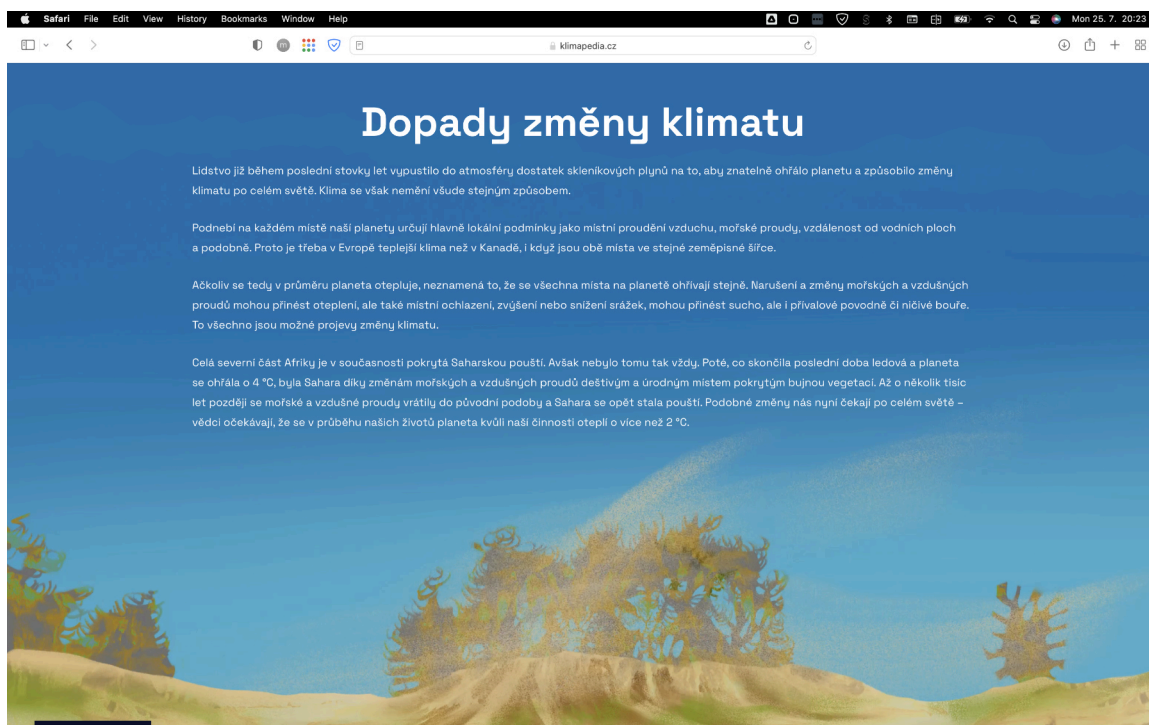 Safari File Edit View History Bookmarks Window Help Mon 25. 7. 20:23
klimapedia.cz
Dopady změny klimatu
Lidstvo již během poslední stovky let vypustilo do atmosféry dostatek skleníkových plynů na to, aby znatelně ohřálo planetu a způsobilo změny
klimatu po celém světě. Klima se však nemění všude stejným způsobem.
Podnebí na každém místě naší planety určují hlavně lokální podmínky jako místní proudění vzduchu, mořské proudy, vzdálenost od vodních ploch
a podobně. Proto je třeba v Evropě teplejší klima než v Kanadě, i když jsou obě místa ve stejné zeměpisné šířce.
Ačkoliv se tedy v průměru planeta otepluje, neznamená to, že se všechna místa na planetě ohřívají stejně. Narušení a změny mořských a vzdušných
proudů mohou přinést oteplení, ale také místní ochlazení, zvýšení nebo snížení srážek, mohou přinést sucho, ale i přívalové povodně či ničivé bouře.
To všechno jsou možné projevy změny klimatu.
Celá severní část Afriky je v současnosti pokrytá Saharskou pouští. Avšak nebylo tomu tak vždy. Poté, co skončila poslední doba ledová a planeta
se ohřála o 4 °C, byla Sahara díky změnám mořských a vzdušných proudů deštivým a úrodným místem pokrytým bujnou vegetací. Až o několik tisíc
let později se mořské a vzdušné proudy vrátily do původní podoby a Sahara se opět stala pouští. Podobné změny nás nyní čekají po celém světě –
vědci očekávají, že se v průběhu našich životů planeta kvůli naší činnosti oteplí o více než 2 °C.